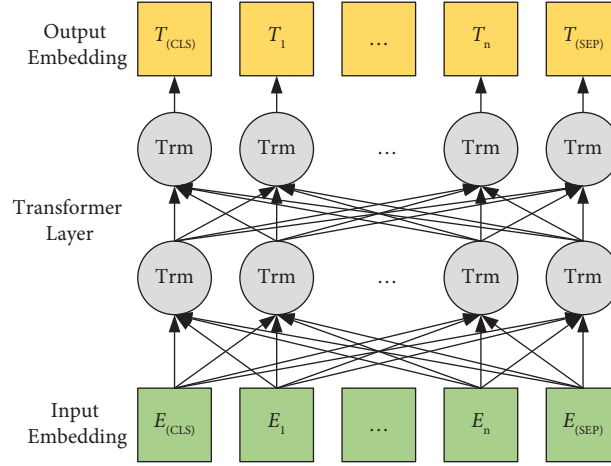 Output
Embedding
T(CLS) T1 … Tn T(SEP)
Trm Trm … Trm Trm
Transformer
Layer
Trm Trm … Trm Trm
Input
Embedding
E(CLS) E1 … En E(SEP)